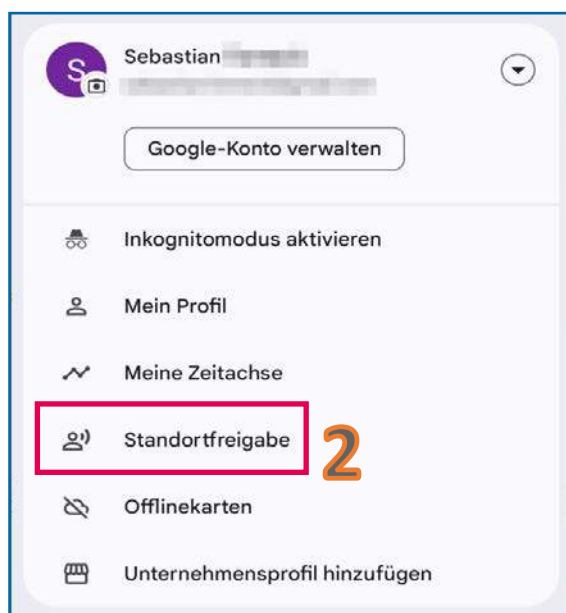 S
Sebastian
Google-Konto verwalten
Inkognitomodus aktivieren
Mein Profil
Meine Zeitachse
Standortfreigabe
2
Offlinekarten
Unternehmensprofil hinzufügen